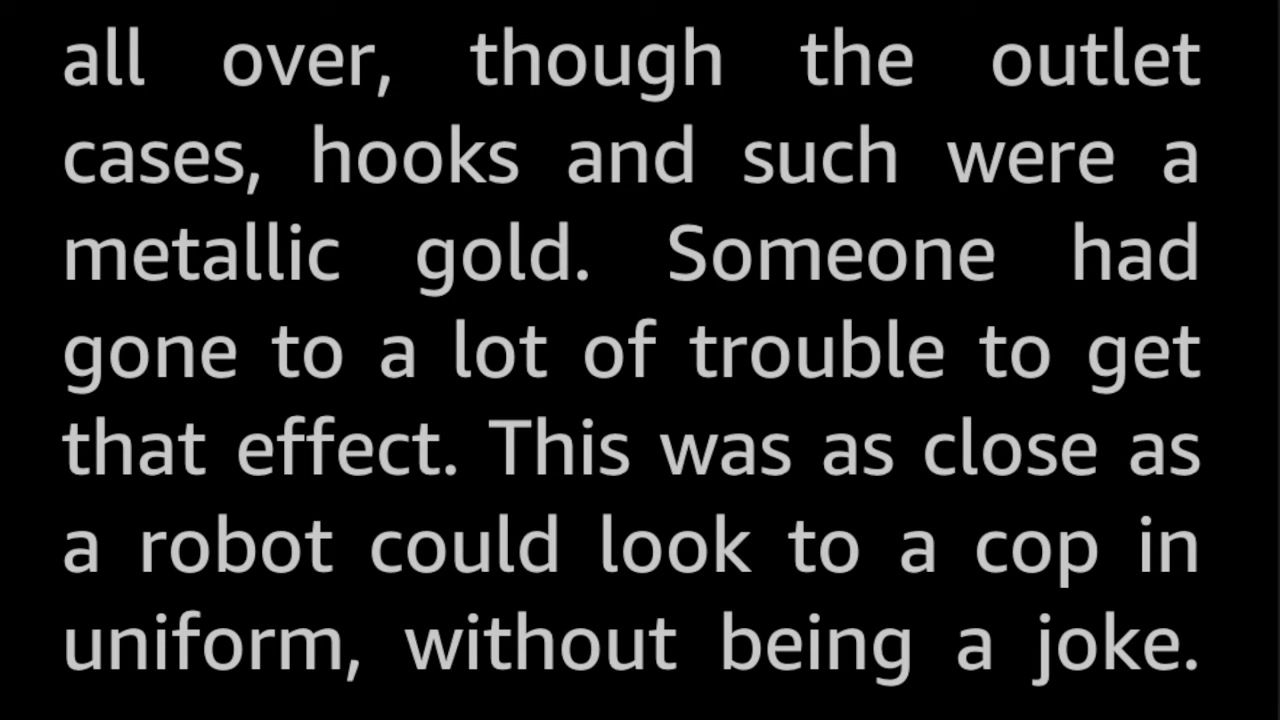 all over, though the outlet
cases, hooks and such were a
metallic gold. Someone had
gone to a lot of trouble to get
that effect. This was as close as
a robot could look to a cop in
uniform, without being a joke.